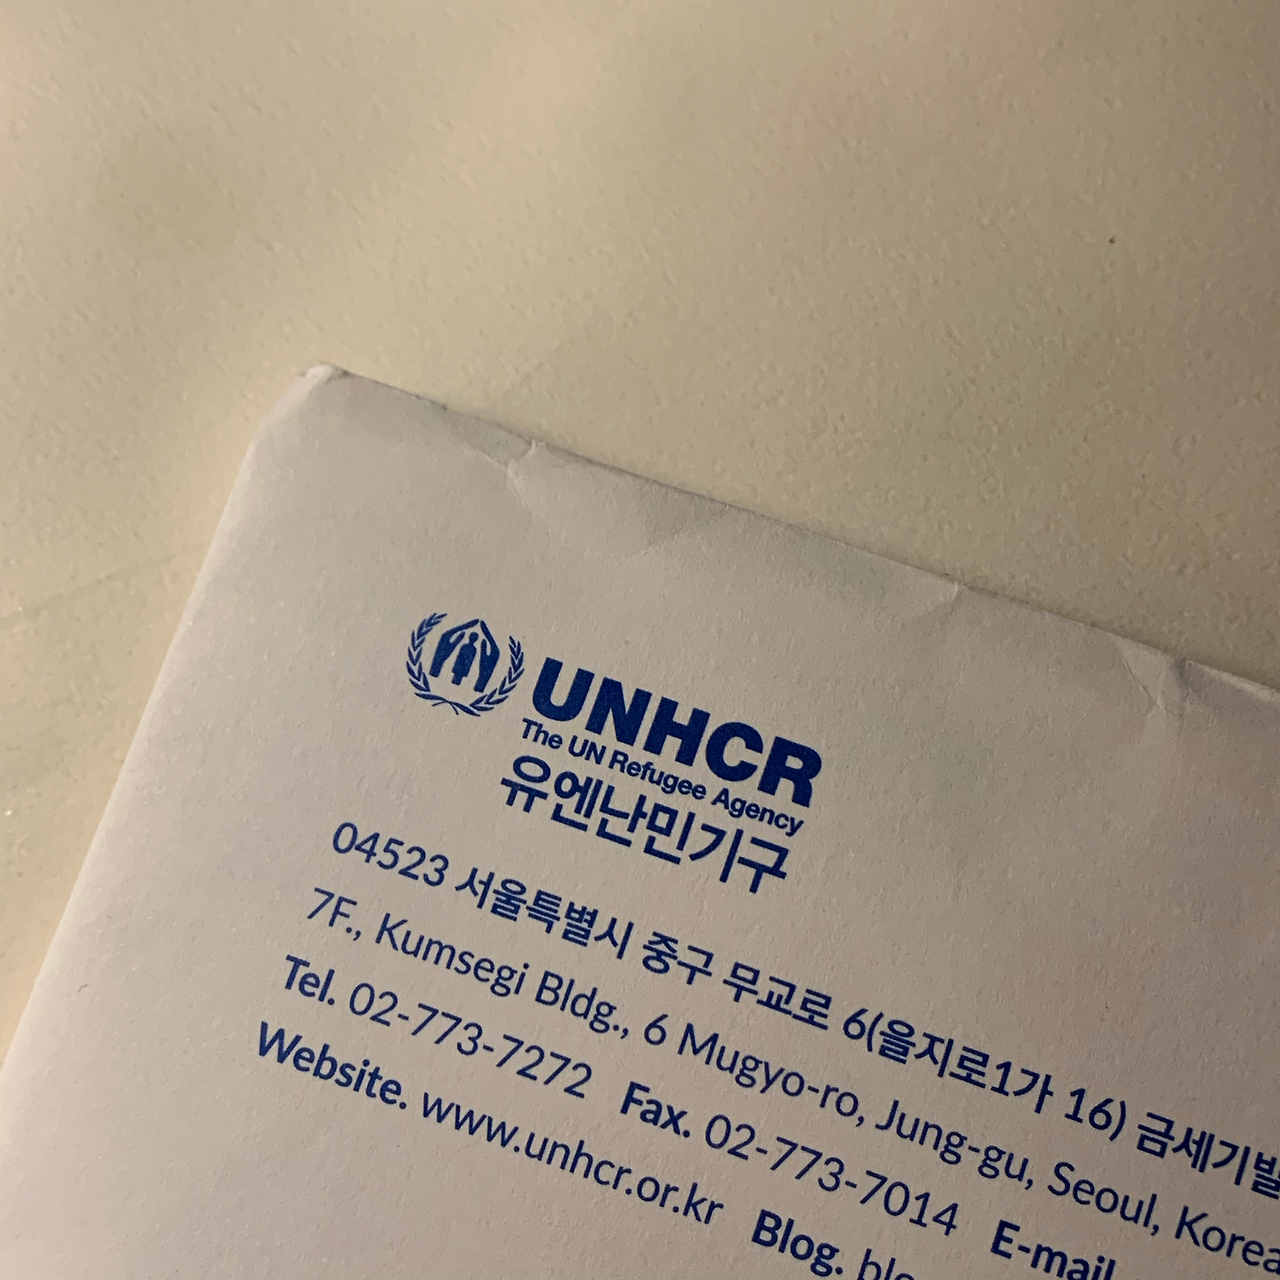 UNHCR
The UN Refugee Agency
유엔난민기구
04523 서울특별시 중구 무교로 6(을지로1가 16) 금세기빌
7F., Kumsegi Bldg., 6 Mugyo-ro, Jung-gu, Seoul, Korea
Tel. 02-773-7272 Fax. 02-773-7014 E-mail
Website. www.unhcr.or.kr Blog.